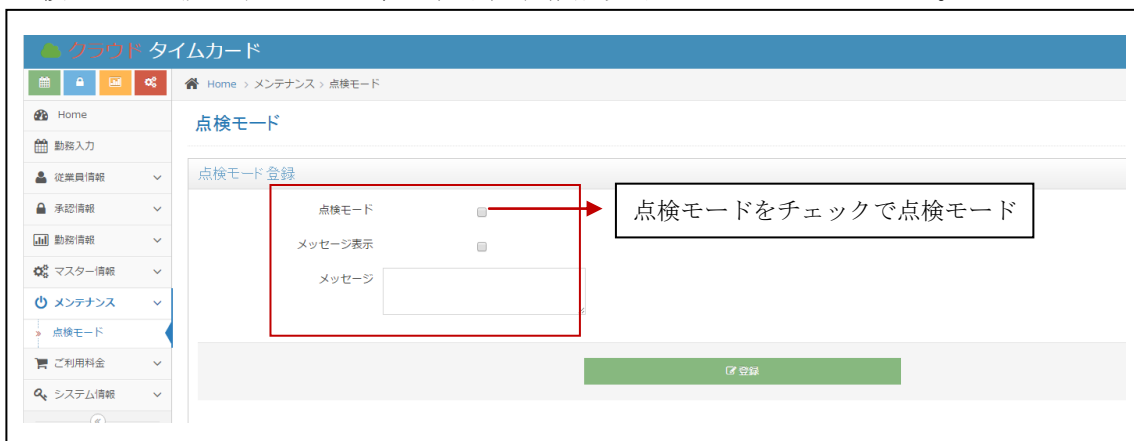 クラウド タイムカード
Home > メンテナンス > 点検モード
Home
点検モード
勤務入力
従業員情報
点検モード 登録
承認情報
点検モード
点検モードをチェックで点検モード
勤務情報
メッセージ表示
マスター情報
メッセージ
メンテナンス
» 点検モード
ご利用料金
登録
システム情報